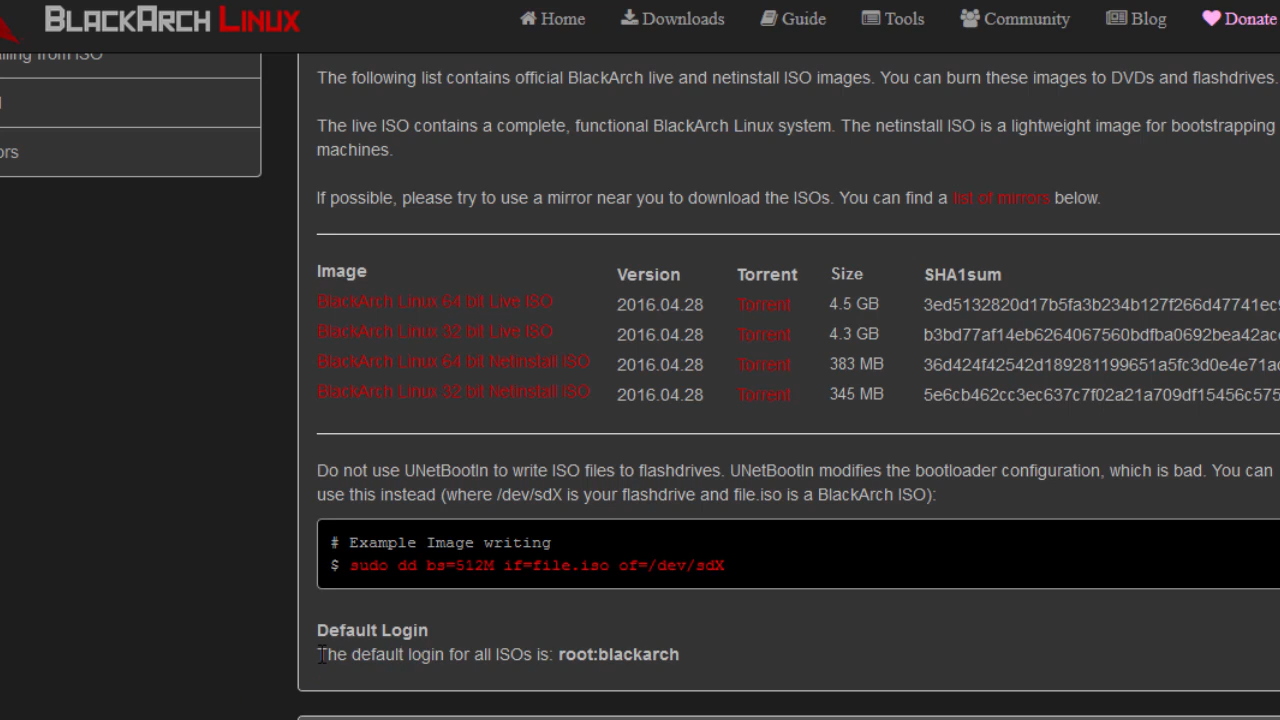 BLACKARCH LINUX
Home Downloads Guide Tools Community Blog Donate
from ISO
The following list contains official BlackArch live and netinstall ISO images. You can burn these images to DVDs and flashdrives.
The live ISO contains a complete, functional BlackArch Linux system. The netinstall ISO is a lightweight image for bootstrapping
machines.
If possible, please try to use a mirror near you to download the ISOs. You can find a list of mirrors below.
Image Version Torrent Size SHA1sum
BlackArch Linux 64 bit Live ISO 2016.04.28 Torrent 4.5 GB 3ed5132820d17b5fa3b234b127f266d47741ec9
BlackArch Linux 32 bit Live ISO 2016.04.28 Torrent 4.3 GB b3bd77af14eb6264067560bdfba0692bea42ac
BlackArch Linux 64 bit Netinstall ISO 2016.04.28 Torrent 383 MB 36d424f42542d189281199651a5fc3d0e4e71a
BlackArch Linux 32 bit Netinstall ISO 2016.04.28 Torrent 345 MB 5e6cb462cc3ec637c7f02a21a709df15456c575
Do not use UNetBootIn to write ISO files to flashdrives. UNetBootIn modifies the bootloader configuration, which is bad. You can
use this instead (where /dev/sdX is your flashdrive and file.iso is a BlackArch ISO):
# Example Image writing
$ sudo dd bs=512M if=file.iso of=/dev/sdX
Default Login
The default login for all ISOs is: root:blackarch